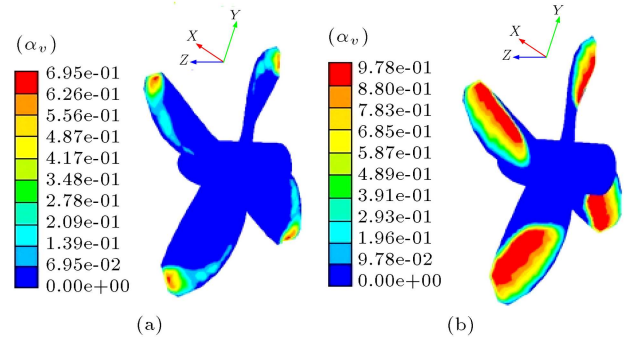 Y
X
Z
(α_v)
6.95e-01
6.26e-01
5.56e-01
4.87e-01
4.17e-01
3.48e-01
2.78e-01
2.09e-01
1.39e-01
6.95e-02
0.00e+00
(a)
Y
X
Z
(α_v)
9.78e-01
8.80e-01
7.83e-01
6.85e-01
5.87e-01
4.89e-01
3.91e-01
2.93e-01
1.96e-01
9.78e-02
0.00e+00
(b)